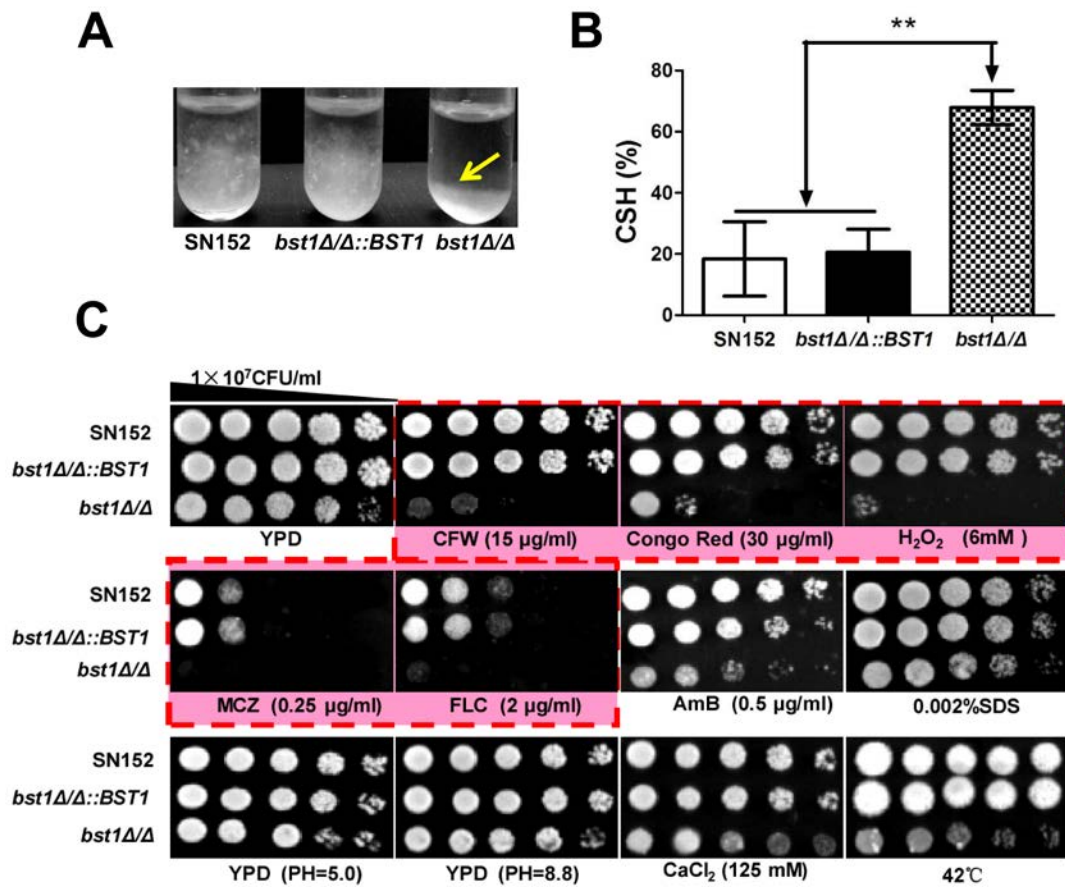 A
SN152 bst1Δ/Δ::BST1 bst1Δ/Δ
B
**
80
60
40
20
0
CSH (%)
SN152 bst1Δ/Δ::BST1 bst1Δ/Δ
C
1×10⁷CFU/ml
SN152
bst1Δ/Δ::BST1
bst1Δ/Δ
YPD CFW (15 µg/ml) Congo Red (30 µg/ml) H₂O₂ (6mM )
SN152
bst1Δ/Δ::BST1
bst1Δ/Δ
MCZ (0.25 µg/ml) FLC (2 µg/ml) AmB (0.5 µg/ml) 0.002%SDS
SN152
bst1Δ/Δ::BST1
bst1Δ/Δ
YPD (PH=5.0) YPD (PH=8.8) CaCl₂ (125 mM) 42℃